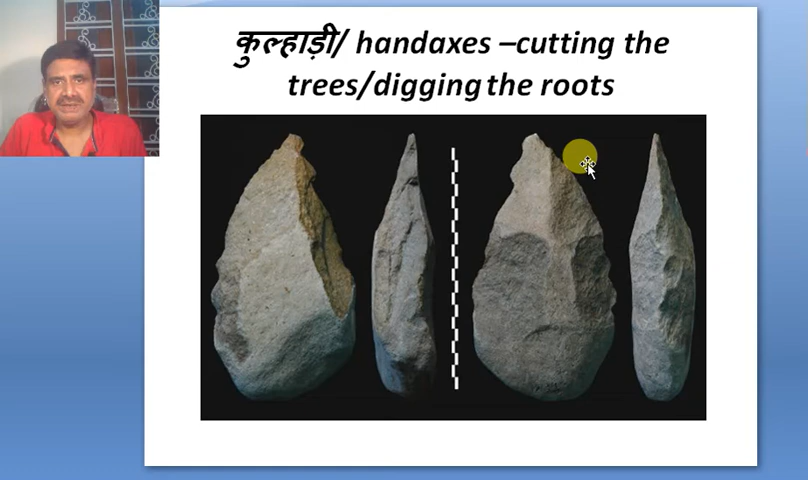 कुल्हाड़ी/ handaxes –cutting the
trees/digging the roots